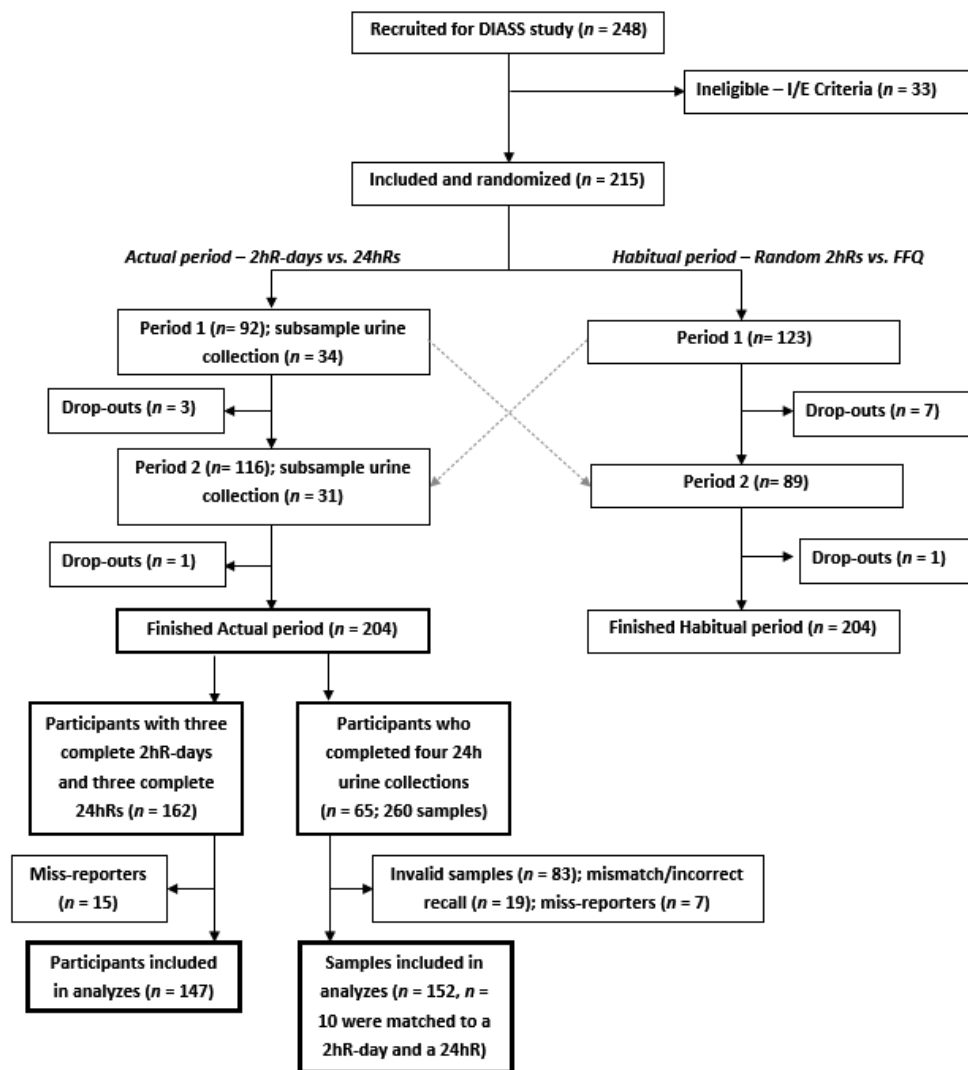 Recruited for DIASS study (n = 248)
Ineligible – I/E Criteria (n = 33)
Included and randomized (n = 215)
Actual period – 2hR-days vs. 24hRs
Habitual period – Random 2hRs vs. FFQ
Period 1 (n= 92); subsample urine
collection (n = 34)
Period 1 (n= 123)
Drop-outs (n = 3)
Drop-outs (n = 7)
Period 2 (n= 116); subsample urine
collection (n = 31)
Period 2 (n= 89)
Drop-outs (n = 1)
Drop-outs (n = 1)
Finished Actual period (n = 204)
Finished Habitual period (n = 204)
Participants with three
complete 2hR-days
and three complete
24hRs (n = 162)
Participants who
completed four 24h
urine collections
(n = 65; 260 samples)
Miss-reporters
(n = 15)
Invalid samples (n = 83); mismatch/incorrect
recall (n = 19); miss-reporters (n = 7)
Participants included
in analyzes (n = 147)
Samples included in
analyzes (n = 152, n =
10 were matched to a
2hR-day and a 24hR)